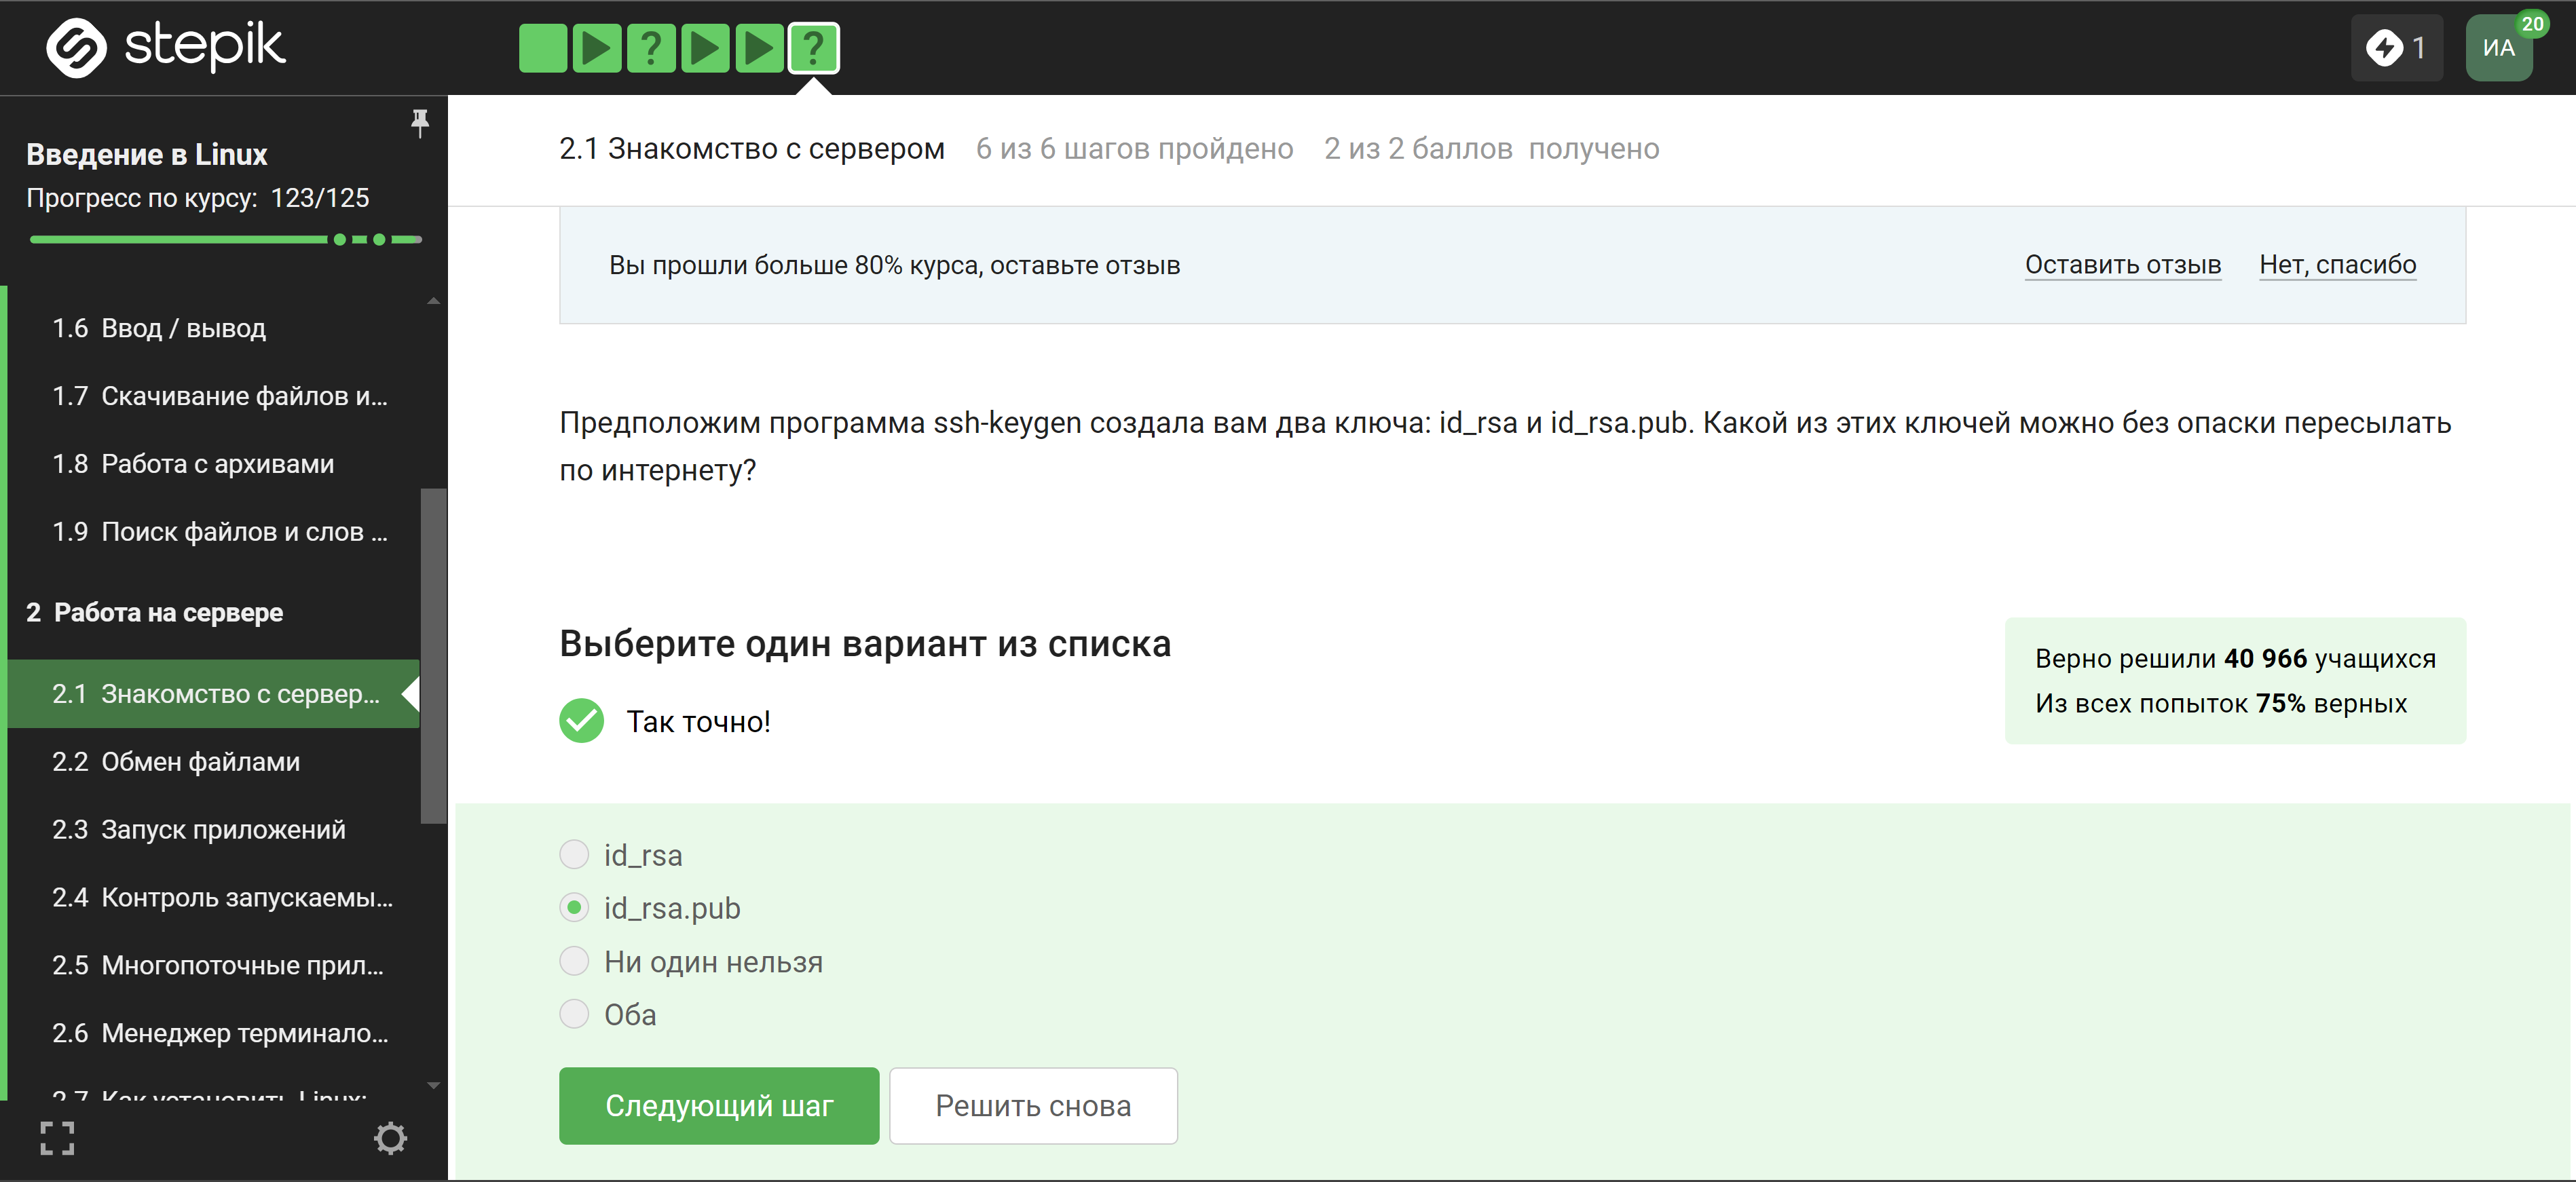 stepik
?
?
1
ИА
20
Введение в Linux
Прогресс по курсу: 123/125
1.6 Ввод / вывод
1.7 Скачивание файлов и...
1.8 Работа с архивами
1.9 Поиск файлов и слов ...
2 Работа на сервере
2.1 Знакомство с сервер...
2.2 Обмен файлами
2.3 Запуск приложений
2.4 Контроль запускаемы...
2.5 Многопоточные прил...
2.6 Менеджер терминало...
2.7 Как установить Linux:
2.1 Знакомство с сервером 6 из 6 шагов пройдено 2 из 2 баллов получено
Вы прошли больше 80% курса, оставьте отзыв
Оставить отзыв Нет, спасибо
Предположим программа ssh-keygen создала вам два ключа: id_rsa и id_rsa.pub. Какой из этих ключей можно без опаски пересылать
по интернету?
Выберите один вариант из списка
Так точно!
Верно решили 40 966 учащихся
Из всех попыток 75% верных
id_rsa
id_rsa.pub
Ни один нельзя
Оба
Следующий шаг
Решить снова